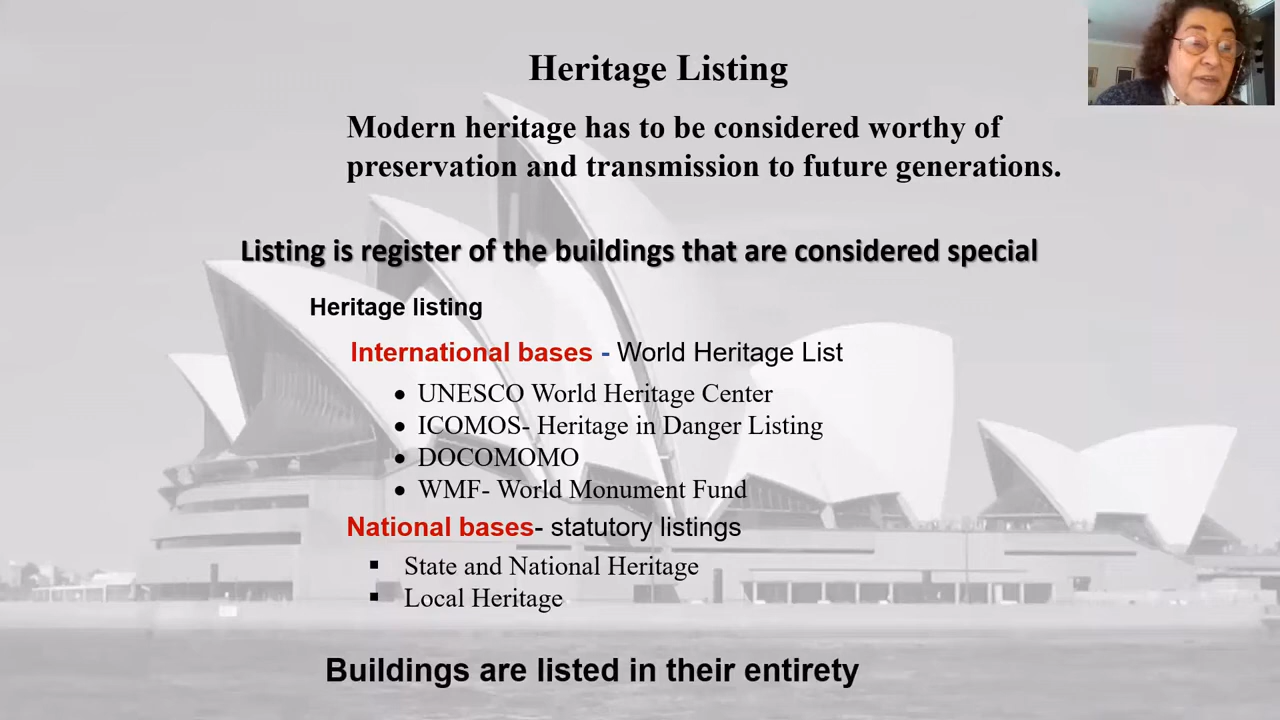 Heritage Listing
Modern heritage has to be considered worthy of
preservation and transmission to future generations.
Listing is register of the buildings that are considered special
Heritage listing
International bases - World Heritage List
• UNESCO World Heritage Center
• ICOMOS- Heritage in Danger Listing
• DOCOMOMO
• WMF- World Monument Fund
National bases- statutory listings
▪ State and National Heritage
▪ Local Heritage
Buildings are listed in their entirety